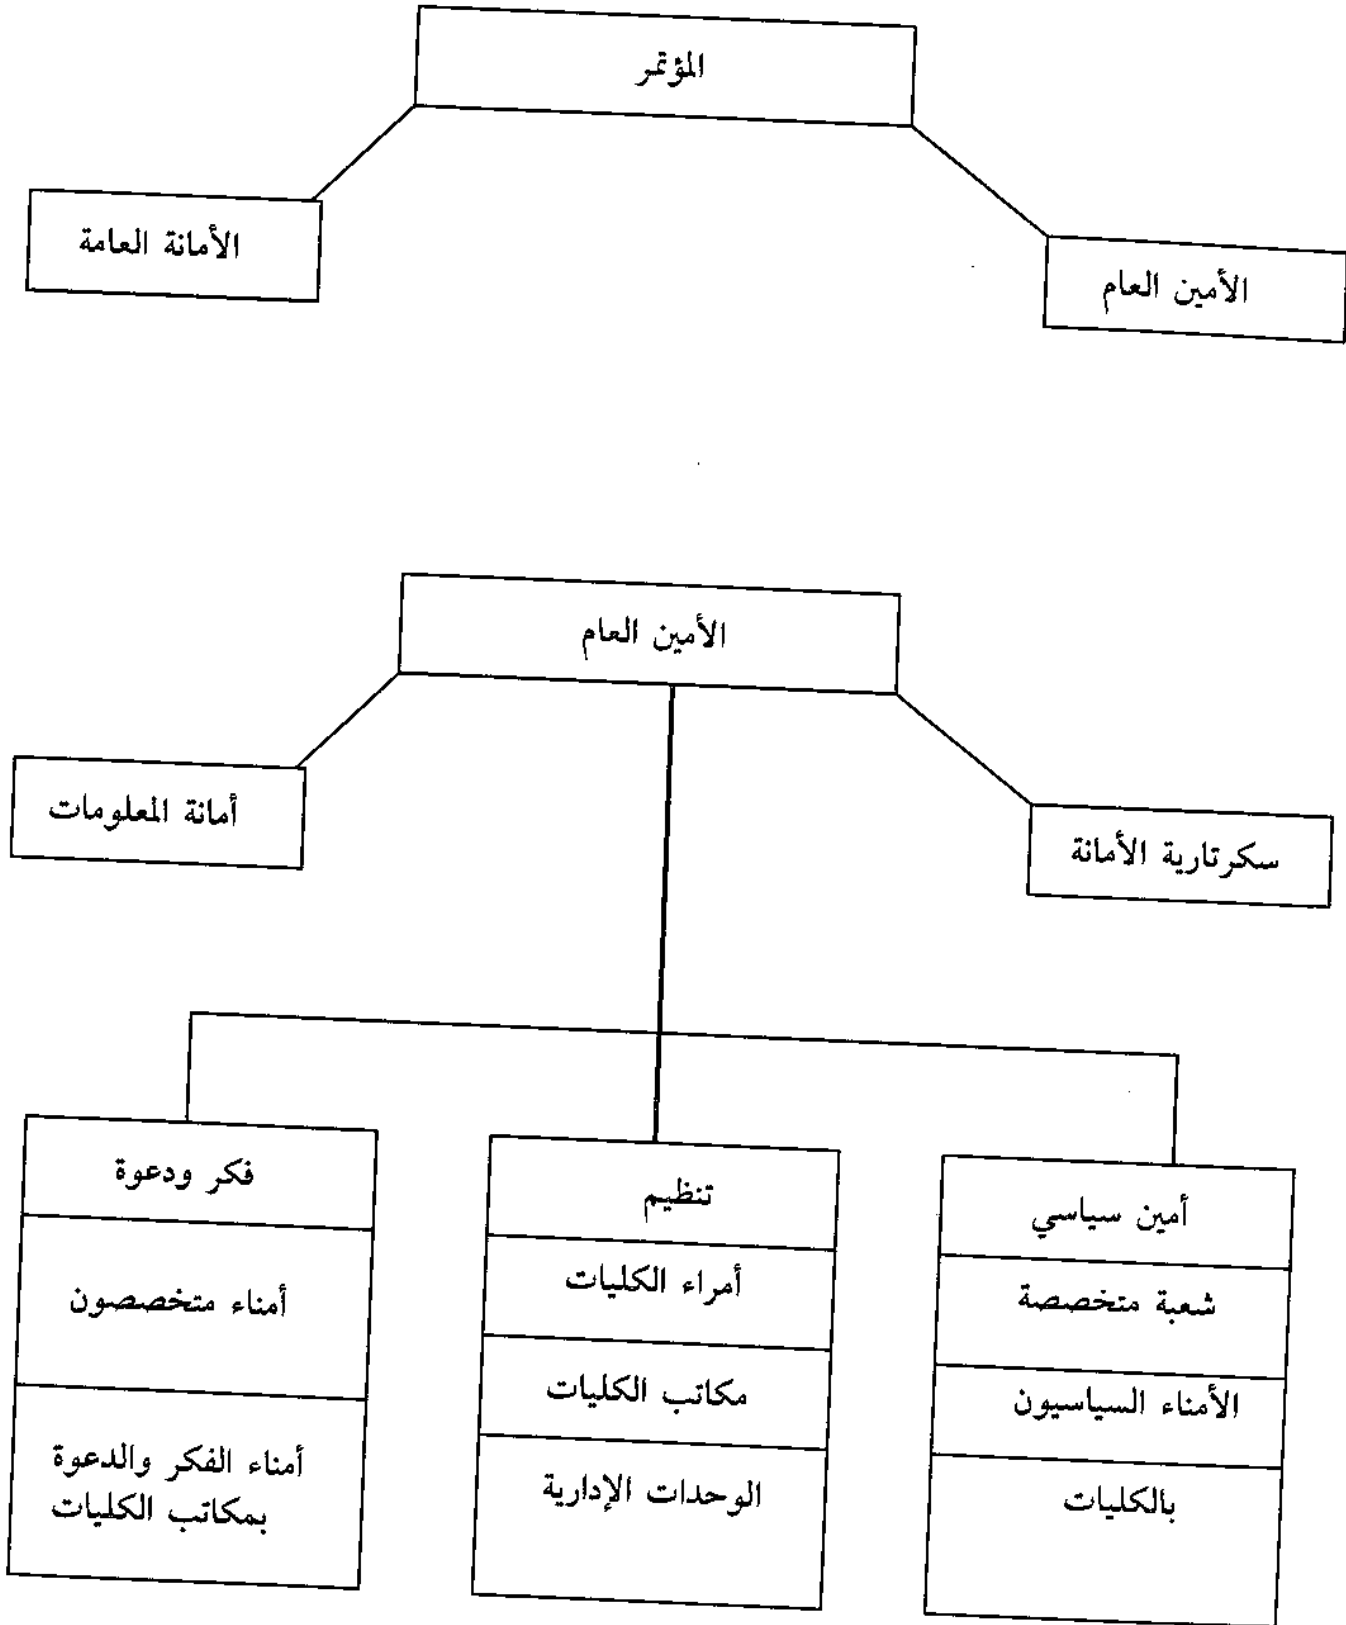 المؤتمر
الأمين العام
الأمانة العامة
الأمين العام
سكرتارية الأمانة
أمانة المعلومات
أمين سياسي
شعبة متخصصة
الأمناء السياسيون
بالكليات
تنظيم
أمراء الكليات
مكاتب الكليات
الوحدات الإدارية
فكر ودعوة
أمناء متخصصون
أمناء الفكر والدعوة
بمكاتب الكليات